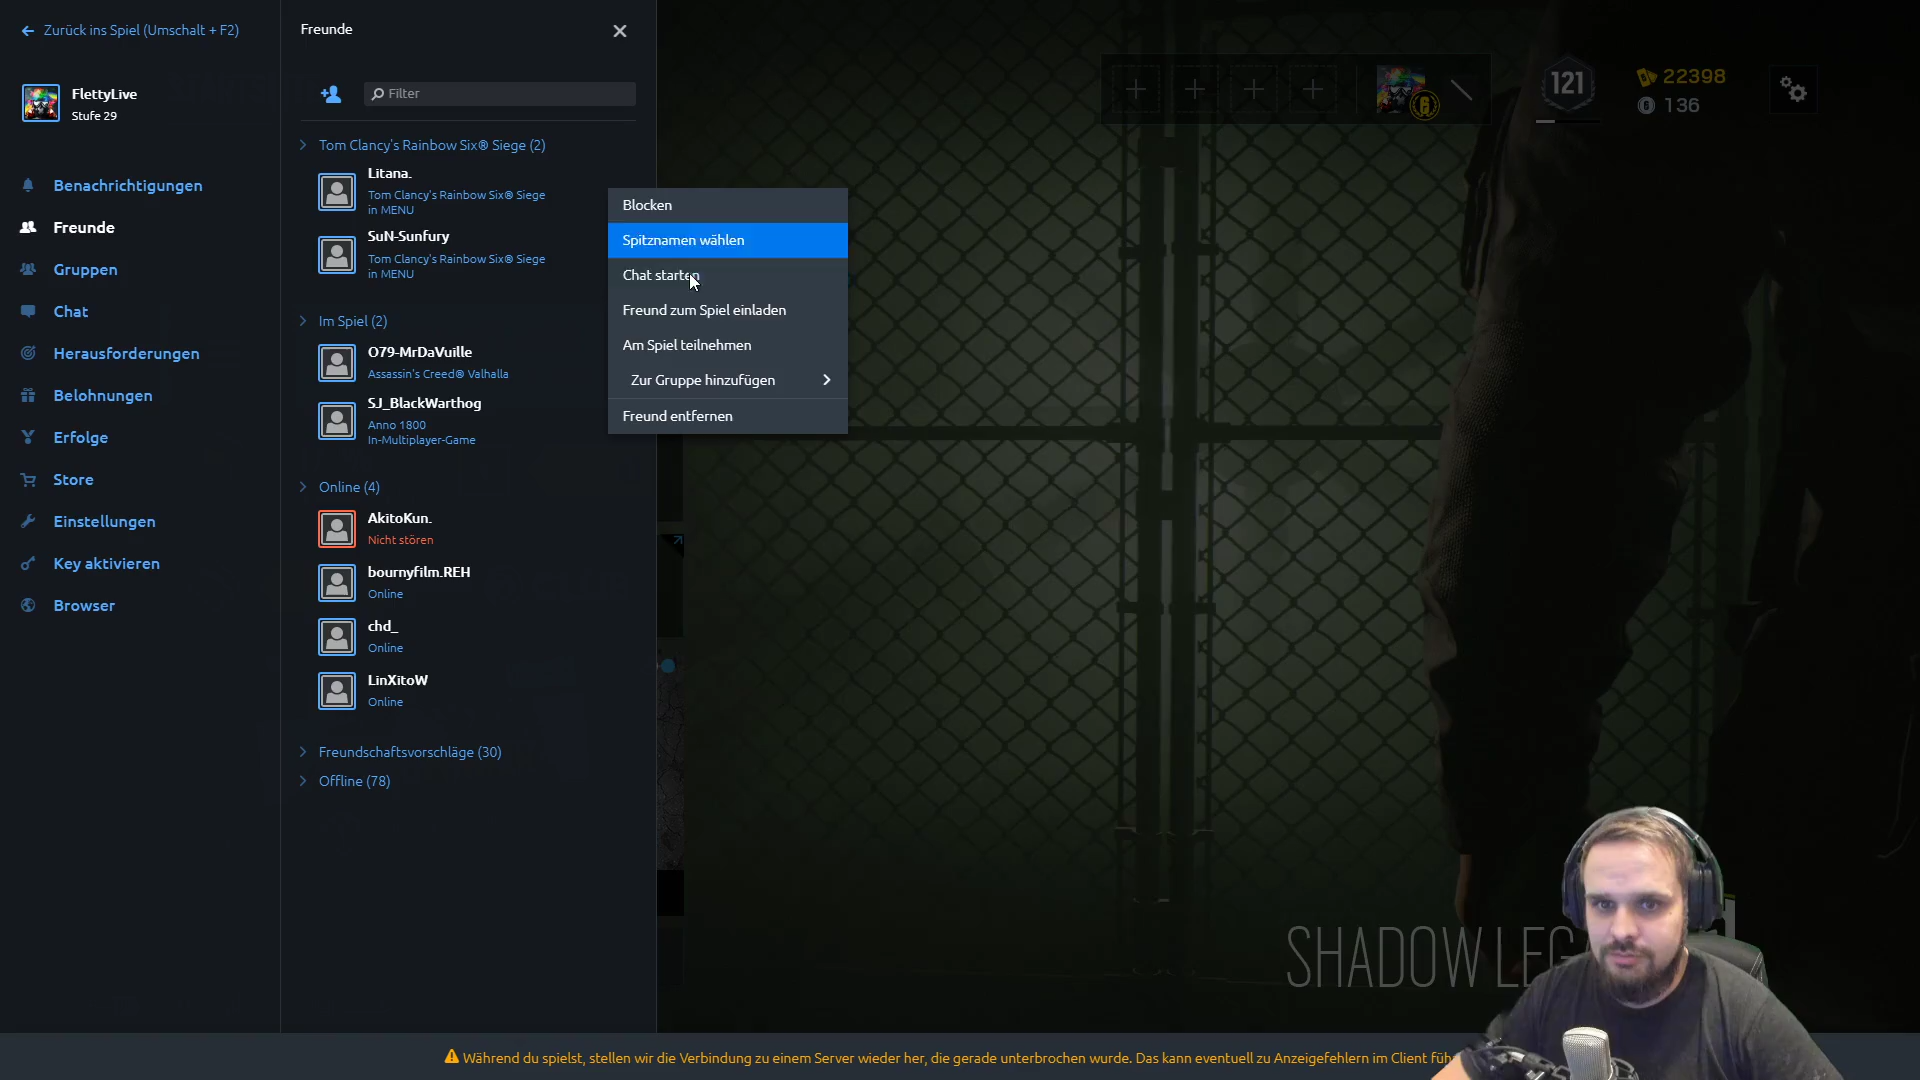 Zurück ins Spiel (Umschalt + F2)
FlettyLive
Stufe 29
Benachrichtigungen
Freunde
Gruppen
Chat
Herausforderungen
Belohnungen
Erfolge
Store
Einstellungen
Key aktivieren
Browser
Freunde
Filter
Tom Clancy's Rainbow Six® Siege (2)
Litana.
Tom Clancy's Rainbow Six® Siege
in MENU
SuN-Sunfury
Tom Clancy's Rainbow Six® Siege
in MENU
Im Spiel (2)
O79-MrDaVuille
Assassin's Creed® Valhalla
SJ_BlackWarthog
Anno 1800
In-Multiplayer-Game
Online (4)
AkitoKun.
Nicht stören
bournyfilm.REH
Online
chd_
Online
LinXitoW
Online
Freundschaftsvorschläge (30)
Offline (78)
Blocken
Spitznamen wählen
Chat starten
Freund zum Spiel einladen
Am Spiel teilnehmen
Zur Gruppe hinzufügen
Freund entfernen
121
22398
136
SHADOW LEG
Während du spielst, stellen wir die Verbindung zu einem Server wieder her, die gerade unterbrochen wurde. Das kann eventuell zu Anzeigefehlern im Client füh